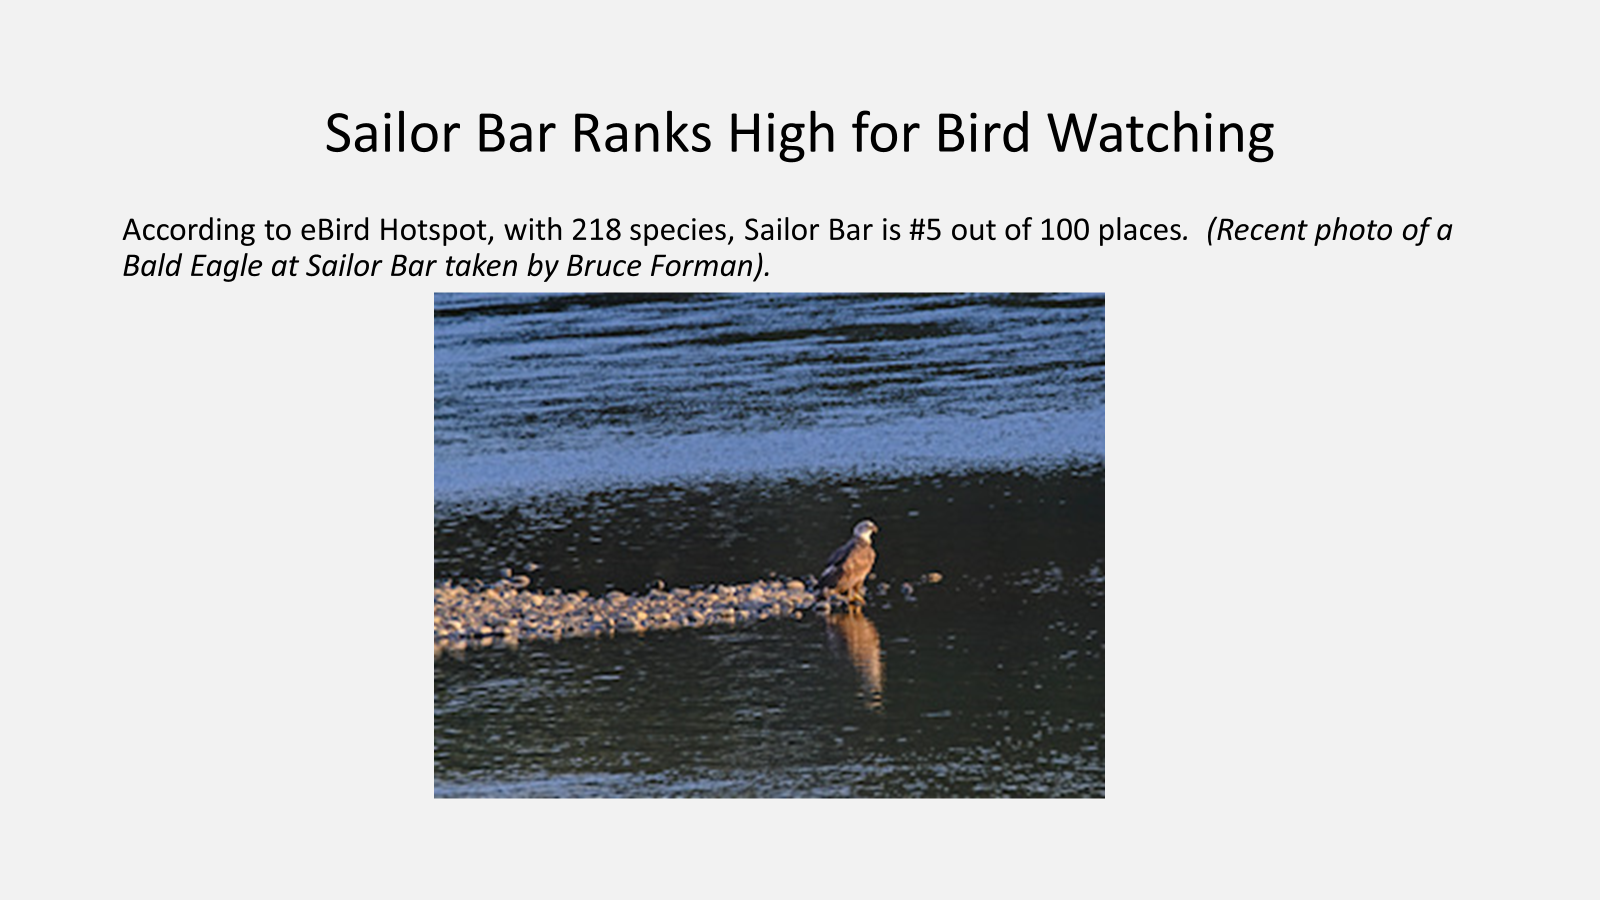 Sailor Bar Ranks High for Bird Watching
According to eBird Hotspot, with 218 species, Sailor Bar is #5 out of 100 places.  (Recent photo of a
Bald Eagle at Sailor Bar taken by Bruce Forman).